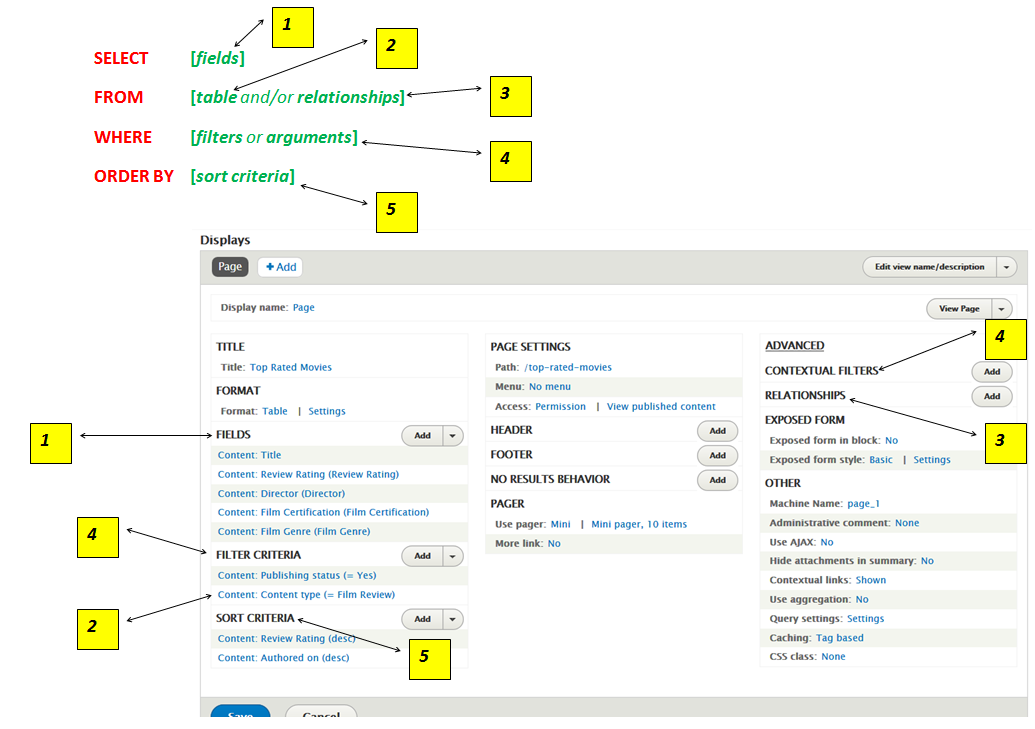 1
SELECT [fields]
2
FROM [table and/or relationships]
3
WHERE [filters or arguments]
4
ORDER BY [sort criteria]
5
Displays
Page + Add Edit view name/description
Display name: Page View Page
TITLE
Title: Top Rated Movies
FORMAT
Format: Table | Settings
1
FIELDS Add
Content: Title
Content: Review Rating (Review Rating)
Content: Director (Director)
Content: Film Certification (Film Certification)
Content: Film Genre (Film Genre)
4
FILTER CRITERIA Add
Content: Publishing status (= Yes)
Content: Content type (= Film Review)
2
SORT CRITERIA Add
Content: Review Rating (desc)
Content: Authored on (desc)
5
PAGE SETTINGS
Path: /top-rated-movies
Menu: No menu
Access: Permission | View published content
HEADER Add
FOOTER Add
NO RESULTS BEHAVIOR Add
PAGER
Use pager: Mini | Mini pager, 10 items
More link: No
ADVANCED
4
CONTEXTUAL FILTERS Add
RELATIONSHIPS Add
3
EXPOSED FORM
Exposed form in block: No
Exposed form style: Basic | Settings
OTHER
Machine Name: page_1
Administrative comment: None
Use AJAX: No
Hide attachments in summary: No
Contextual links: Shown
Use aggregation: No
Query settings: Settings
Caching: Tag based
CSS class: None
Save Cancel